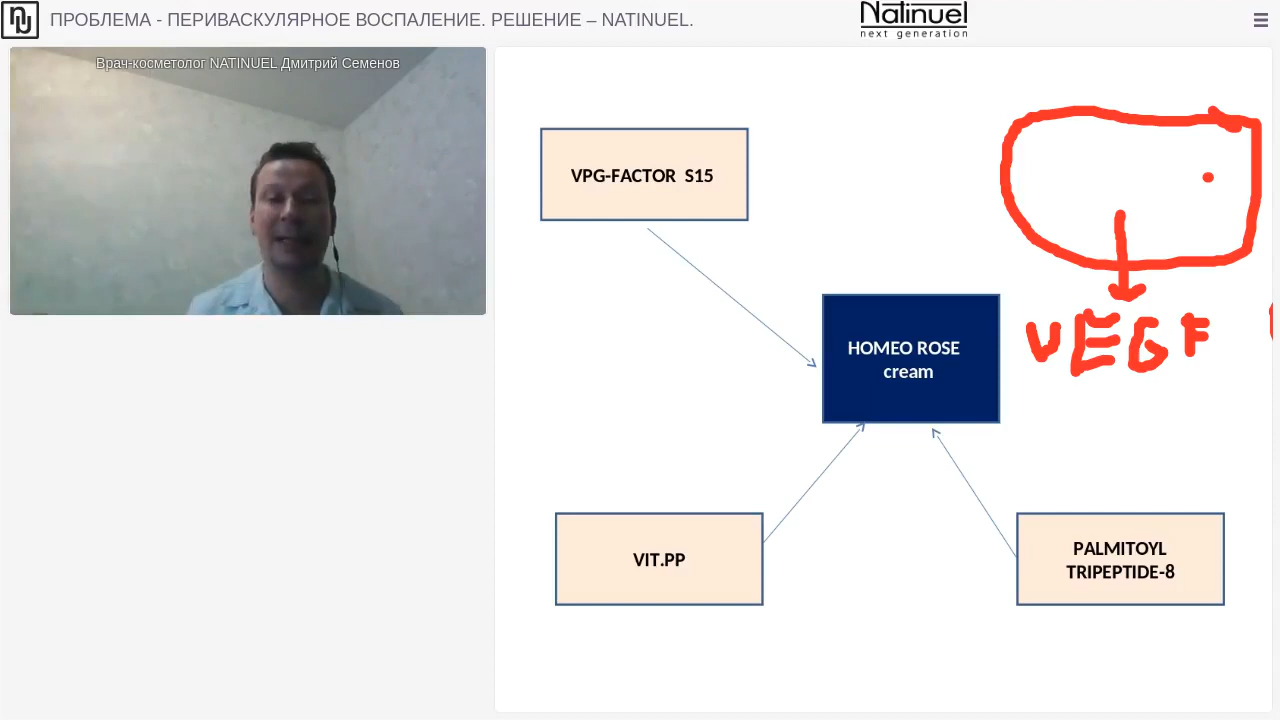 ПРОБЛЕМА - ПЕРИВАСКУЛЯРНОЕ ВОСПАЛЕНИЕ. РЕШЕНИЕ – NATINUEL.
Natinuel
next generation
Врач-косметолог NATINUEL Дмитрий Семенов
VPG-FACTOR S15
HOMEO ROSE
cream
VEGF
VIT.PP
PALMITOYL
TRIPEPTIDE-8